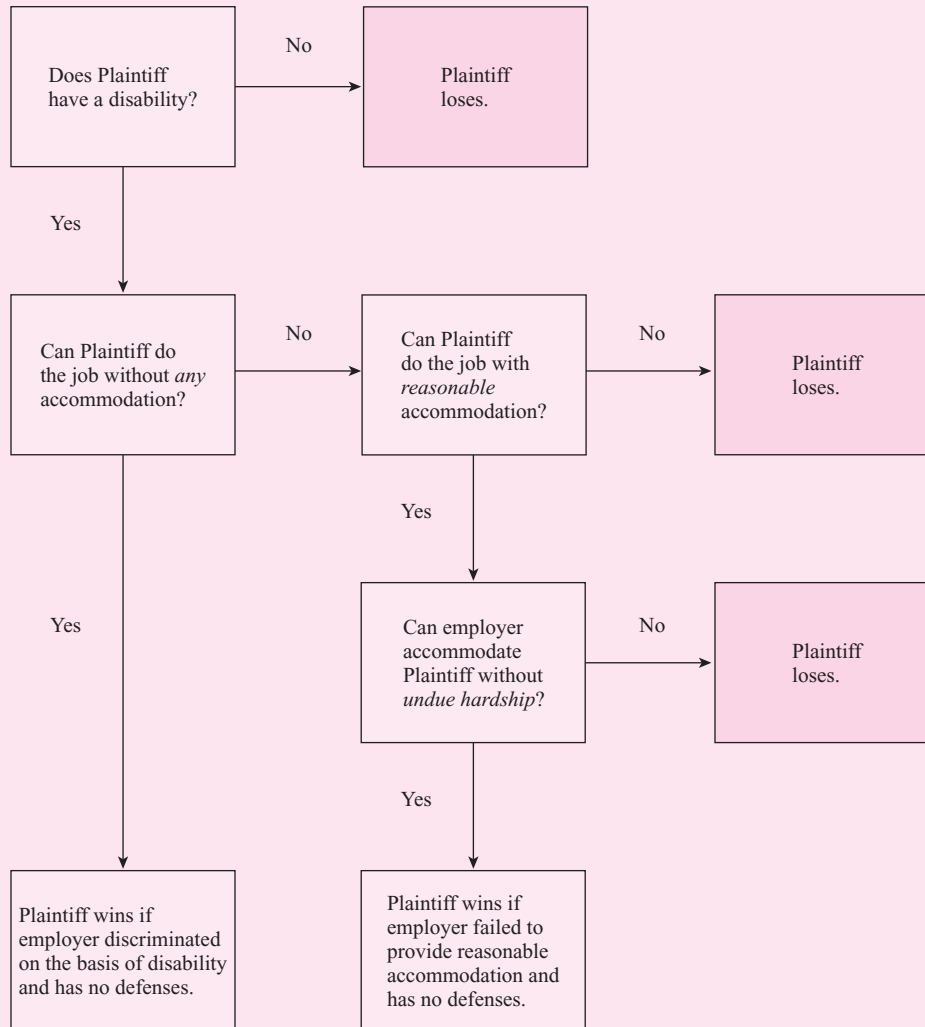 Does Plaintiff
have a disability?
No
Plaintiff
loses.
Yes
Can Plaintiff do
the job without any
accommodation?
No
Can Plaintiff
do the job with
reasonable
accommodation?
No
Plaintiff
loses.
Yes
Yes
Can employer
accommodate
Plaintiff without
undue hardship?
No
Plaintiff
loses.
Yes
Plaintiff wins if
employer discriminated
on the basis of disability
and has no defenses.
Plaintiff wins if
employer failed to
provide reasonable
accommodation and
has no defenses.